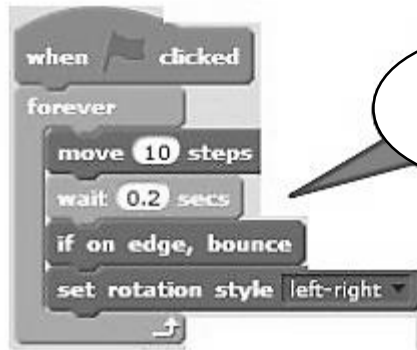 when clicked
forever
move 10 steps
wait 0.2 secs
if on edge, bounce
set rotation style left-right